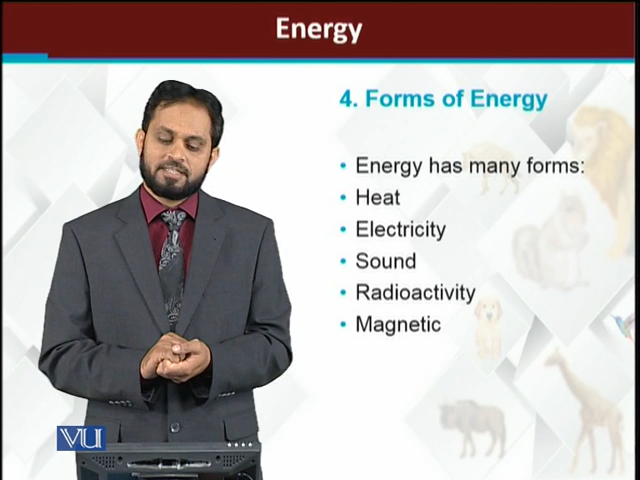 Energy
4. Forms of Energy
• Energy has many forms:
• Heat
• Electricity
• Sound
• Radioactivity
• Magnetic
VU